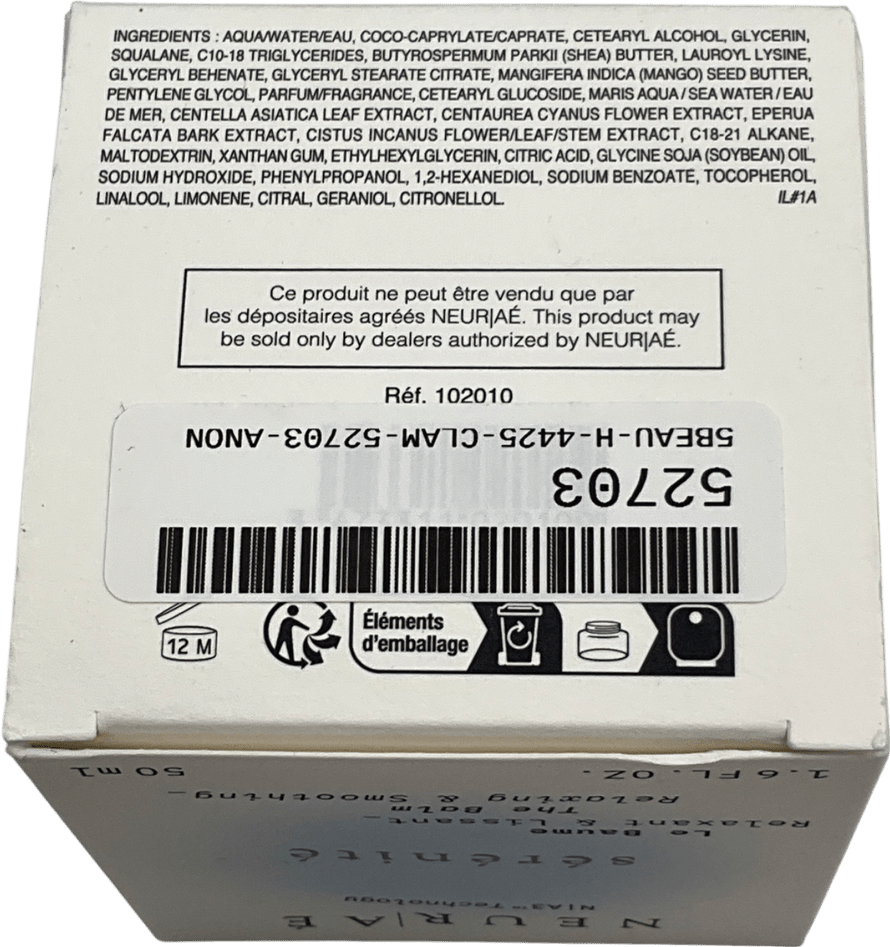 INGREDIENTS : AQUA/WATER/EAU, COCO-CAPRYLATE/CAPRATE, CETEARYL ALCOHOL, GLYCERIN,
SQUALANE, C10-18 TRIGLYCERIDES, BUTYROSPERMUM PARKII (SHEA) BUTTER, LAUROYL LYSINE,
GLYCERYL BEHENATE, GLYCERYL STEARATE CITRATE, MANGIFERA INDICA (MANGO) SEED BUTTER,
PENTYLENE GLYCOL, PARFUM/FRAGRANCE, CETEARYL GLUCOSIDE, MARIS AQUA / SEA WATER / EAU
DE MER, CENTELLA ASIATICA LEAF EXTRACT, CENTAUREA CYANUS FLOWER EXTRACT, EPERUA
FALCATA BARK EXTRACT, CISTUS INCANUS FLOWER/LEAF/STEM EXTRACT, C18-21 ALKANE,
MALTODEXTRIN, XANTHAN GUM, ETHYLHEXYLGLYCERIN, CITRIC ACID, GLYCINE SOJA (SOYBEAN) OIL,
SODIUM HYDROXIDE, PHENYLPROPANOL, 1,2-HEXANEDIOL, SODIUM BENZOATE, TOCOPHEROL,
LINALOOL, LIMONENE, CITRAL, GERANIOL, CITRONELLOL. IL#1A
Ce produit ne peut être vendu que par
les dépositaires agréés NEUR|AÉ. This product may
be sold only by dealers authorized by NEUR|AÉ.
Réf. 102010
5BEAU-H-4425-CLAM-52703-ANON
52703
12 M
Éléments
d'emballage
NEUR|AÉ
N|A3™ Technology
sérénité
Le Baume
Relaxant & Lissant-
The Balm
Relaxing & Smoothing-
1.6 FL. OZ. 50 ml